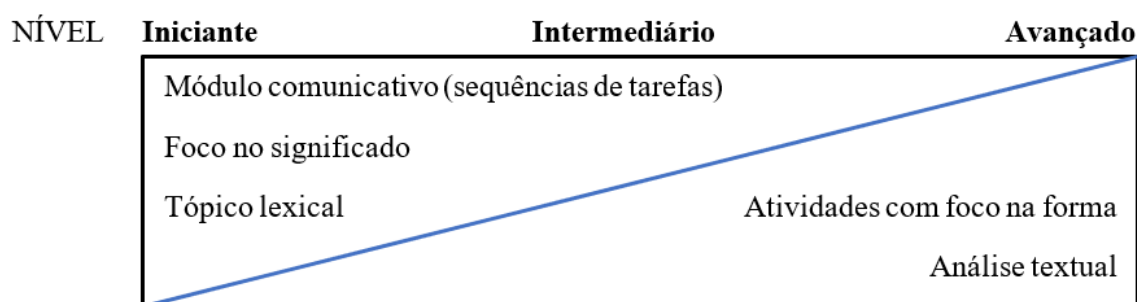 NÍVEL Iniciante Intermediário Avançado
Módulo comunicativo (sequências de tarefas)
Foco no significado
Tópico lexical Atividades com foco na forma
Análise textual